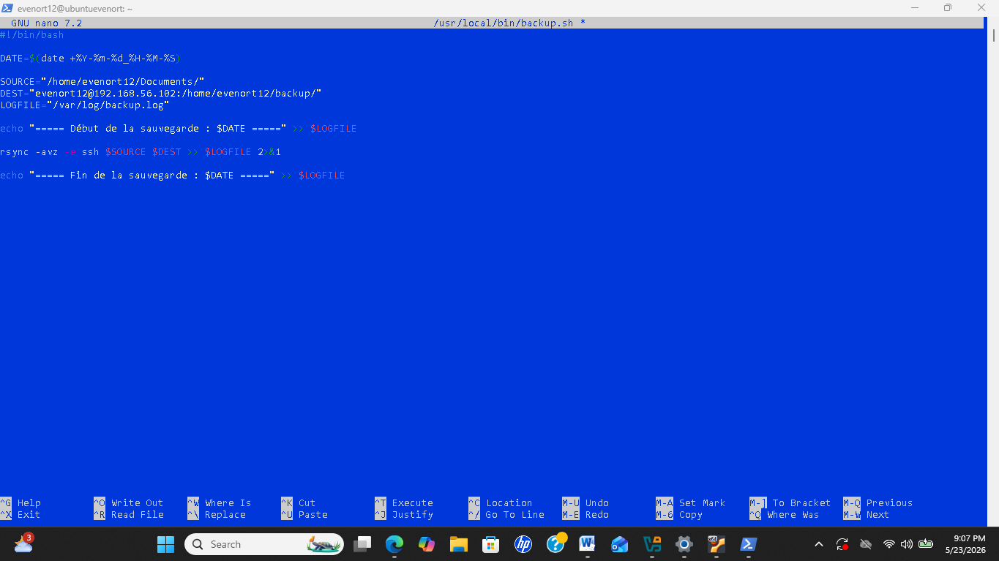 evenort12@ubuntuevenort: ~
GNU nano 7.2 /usr/local/bin/backup.sh *
#!/bin/bash
DATE=$(date +%Y-%m-%d_%H-%M-%S)
SOURCE="/home/evenort12/Documents/"
DEST="evenort12@192.168.56.102:/home/evenort12/backup/"
LOGFILE="/var/log/backup.log"
echo "===== Début de la sauvegarde : $DATE =====" >> $LOGFILE
rsync -avz -e ssh $SOURCE $DEST >> $LOGFILE 2>&1
echo "===== Fin de la sauvegarde : $DATE =====" >> $LOGFILE
^G Help ^O Write Out ^W Where Is ^K Cut ^T Execute ^C Location M-U Undo M-A Set Mark M-] To Bracket M-Q Previous
^X Exit ^R Read File ^\ Replace ^U Paste ^J Justify ^/ Go To Line M-E Redo M-6 Copy ^Q Where Was M-W Next
3 Search hp ? W x64 9:07 PM
5/23/2026